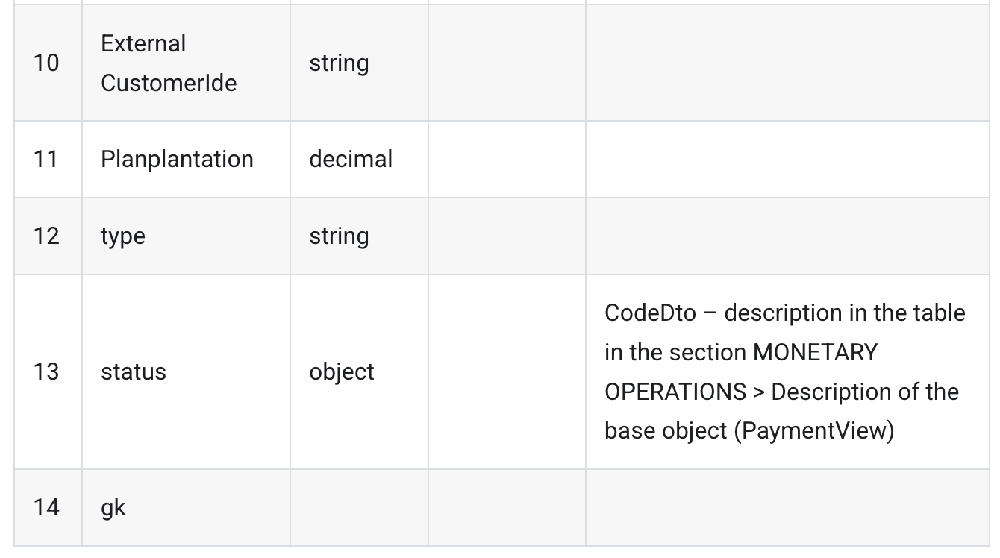 10
External
CustomerIde
string
11
Planplantation
decimal
12
type
string
13
status
object
CodeDto – description in the table
in the section MONETARY
OPERATIONS > Description of the
base object (PaymentView)
14
gk